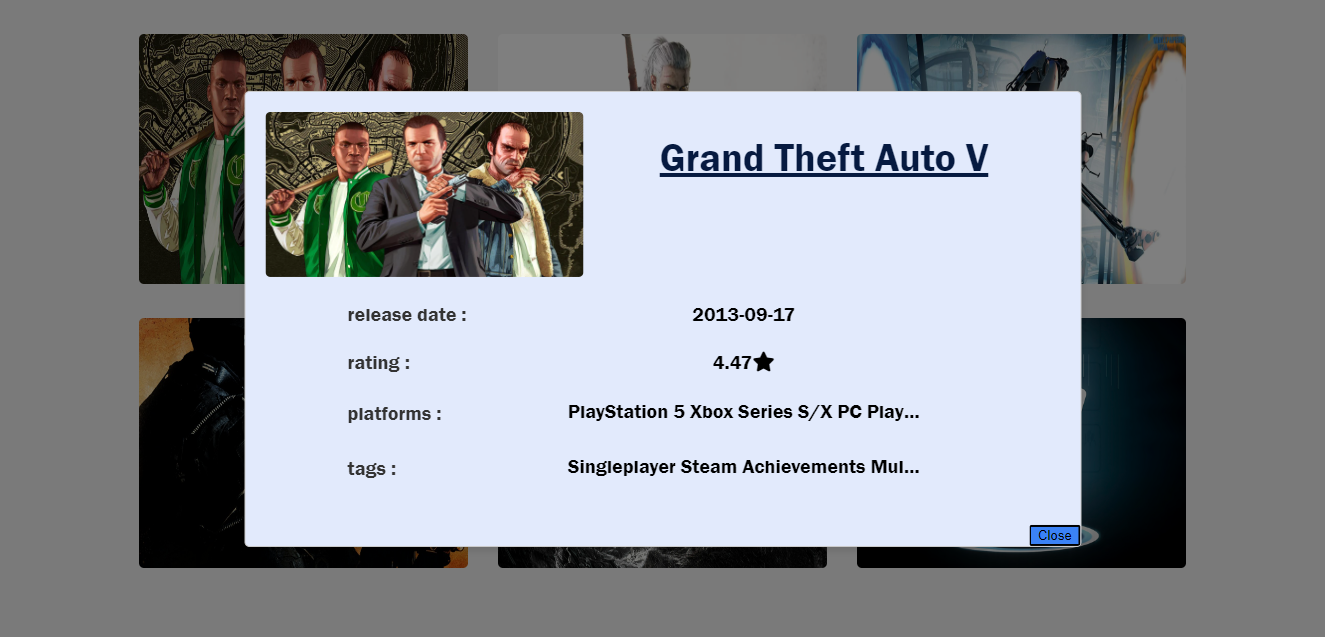 Grand Theft Auto V
release date :
2013-09-17
rating :
4.47★
platforms :
PlayStation 5 Xbox Series S/X PC Play...
tags :
Singleplayer Steam Achievements Mul...
Close